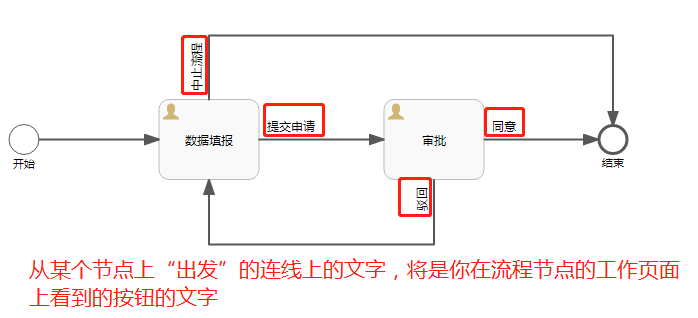 中止流程
提交申请
同意
开始
数据填报
审批
结束
驳回
从某个节点上“出发”的连线上的文字，将是你在流程节点的工作页面
上看到的按钮的文字